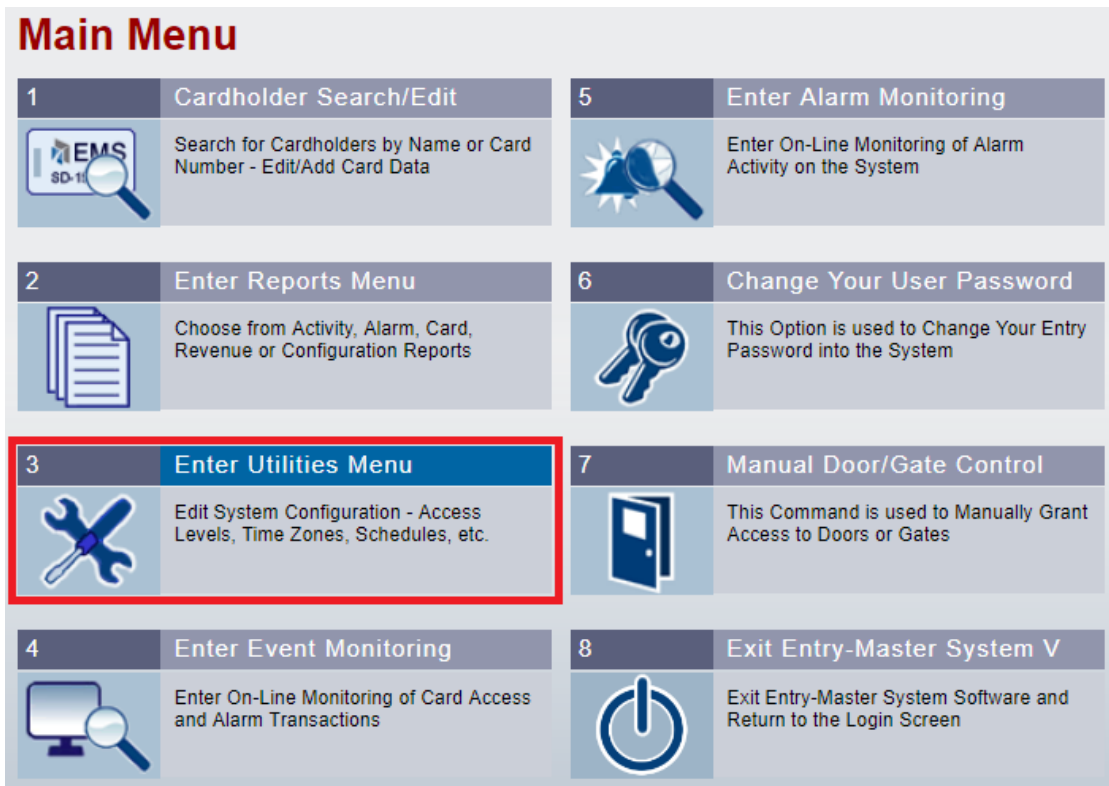 Main Menu
1 Cardholder Search/Edit
EMS
Search for Cardholders by Name or Card
Number - Edit/Add Card Data
2 Enter Reports Menu
Choose from Activity, Alarm, Card,
Revenue or Configuration Reports
3 Enter Utilities Menu
Edit System Configuration - Access
Levels, Time Zones, Schedules, etc.
4 Enter Event Monitoring
Enter On-Line Monitoring of Card Access
and Alarm Transactions
5 Enter Alarm Monitoring
Enter On-Line Monitoring of Alarm
Activity on the System
6 Change Your User Password
This Option is used to Change Your Entry
Password into the System
7 Manual Door/Gate Control
This Command is used to Manually Grant
Access to Doors or Gates
8 Exit Entry-Master System V
Exit Entry-Master System Software and
Return to the Login Screen